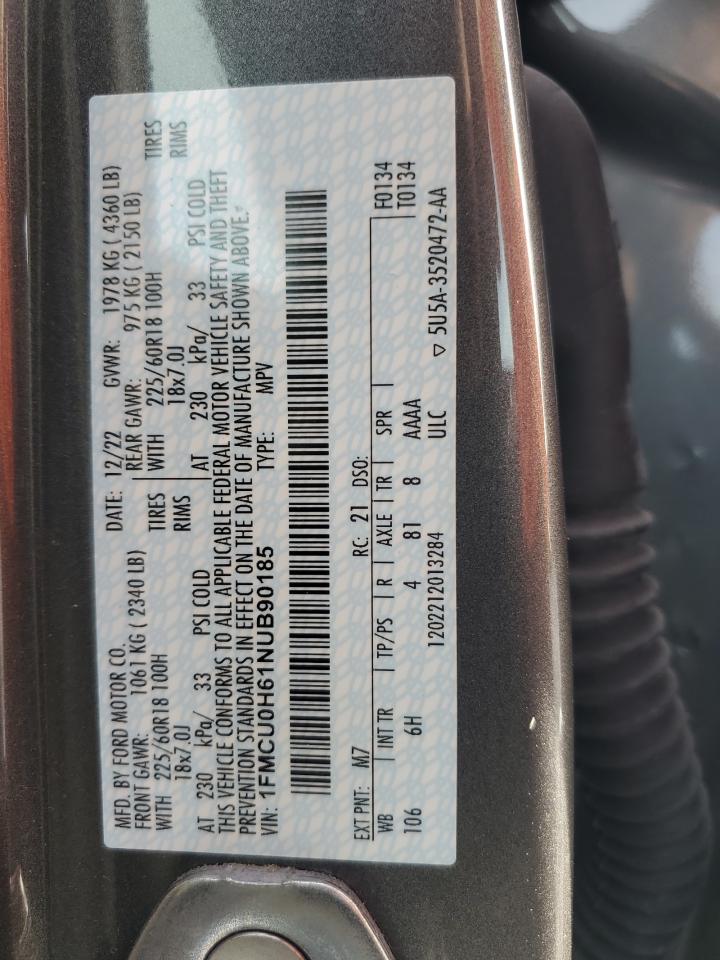 MFD. BY FORD MOTOR CO. DATE: 12/22 GVWR: 1978 KG ( 4360 LB)
FRONT GAWR: 1061 KG ( 2340 LB) REAR GAWR: 975 KG ( 2150 LB)
WITH 225/60R18 100H TIRES WITH 225/60R18 100H TIRES
18x7.0J RIMS 18x7.0J RIMS
AT 230 kPa/ 33 PSI COLD AT 230 kPa/ 33 PSI COLD
THIS VEHICLE CONFORMS TO ALL APPLICABLE FEDERAL MOTOR VEHICLE SAFETY AND THEFT
PREVENTION STANDARDS IN EFFECT ON THE DATE OF MANUFACTURE SHOWN ABOVE.
VIN: 1FMCU0H61NUB90185 TYPE: MPV
EXT PNT: M7 RC: 21 DSO: F0134
WB INT TR TP/PS R AXLE TR SPR T0134
106 6H 4 81 8 AAAA
1202212013284 ULC ▽ 5U5A-3520472-AA